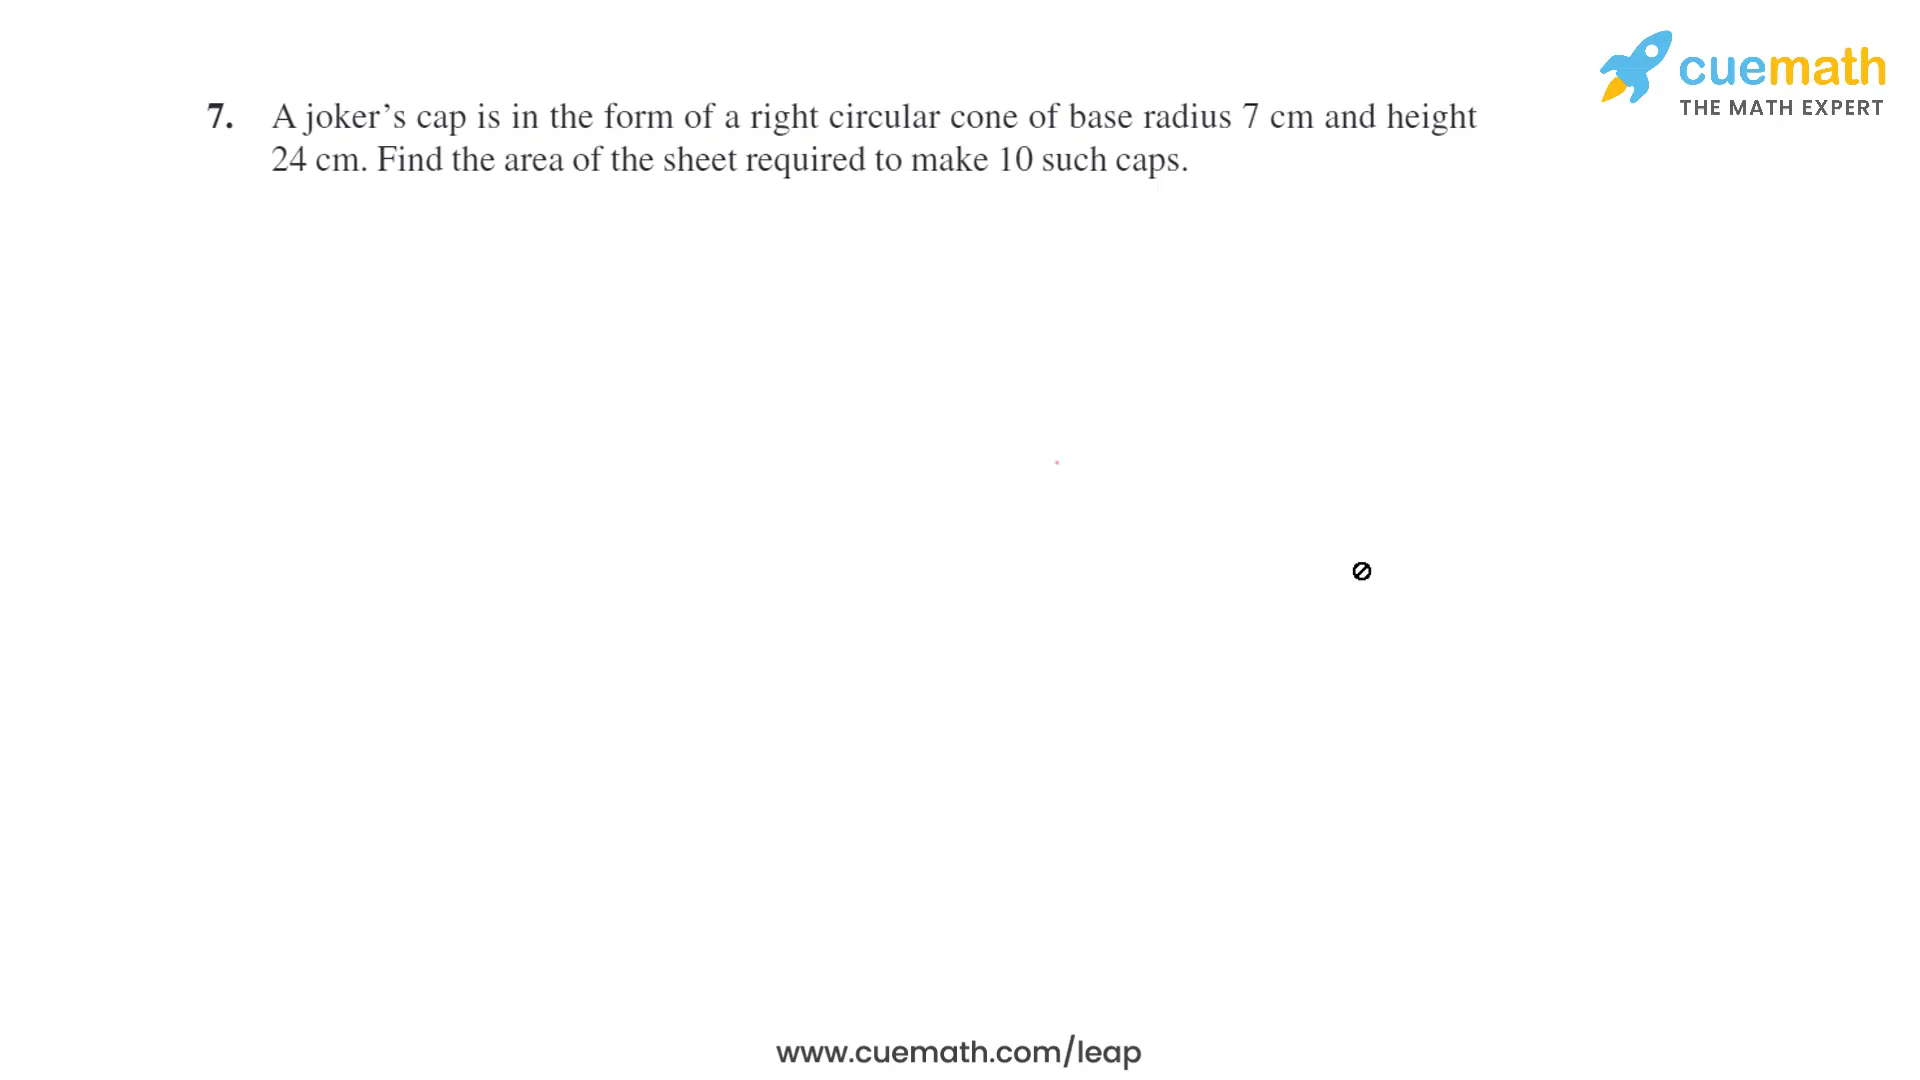 cuemath
THE MATH EXPERT
7. A joker’s cap is in the form of a right circular cone of base radius 7 cm and height
24 cm. Find the area of the sheet required to make 10 such caps.
www.cuemath.com/leap